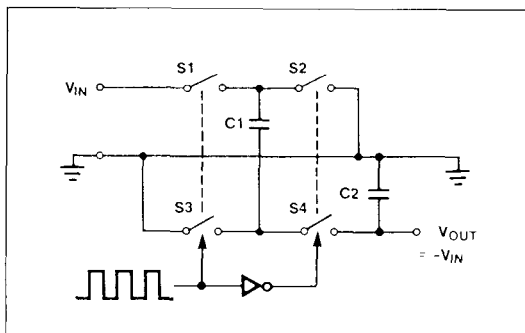 S1
S2
VIN
C1
S3
S4
C2
VOUT
= -VIN